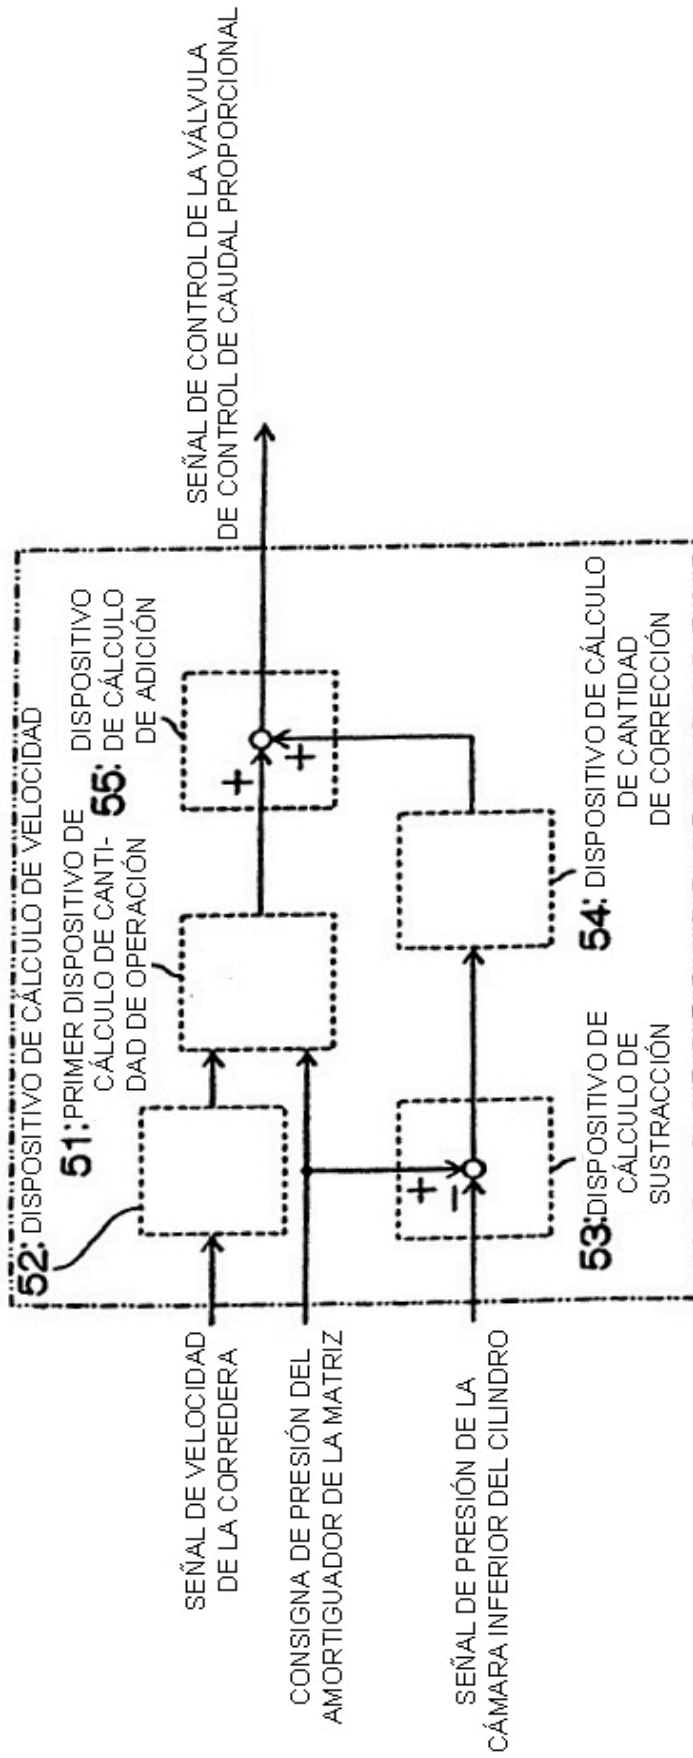 52: DISPOSITIVO DE CÁLCULO DE VELOCIDAD
51: PRIMER DISPOSITIVO DE
CÁLCULO DE CANTI-
DAD DE OPERACIÓN
55: DISPOSITIVO
DE CÁLCULO
DE ADICIÓN
SEÑAL DE CONTROL DE LA VÁLVULA
DE CONTROL DE CAUDAL PROPORCIONAL
SEÑAL DE VELOCIDAD
DE LA CORREDERA
CONSIGNA DE PRESIÓN DEL
AMORTIGUADOR DE LA MATRIZ
SEÑAL DE PRESIÓN DE LA
CÁMARA INFERIOR DEL CILINDRO
+
+
+
−
53: DISPOSITIVO DE
CÁLCULO DE
SUSTRACCIÓN
54: DISPOSITIVO DE CÁLCULO
DE CANTIDAD
DE CORRECCIÓN